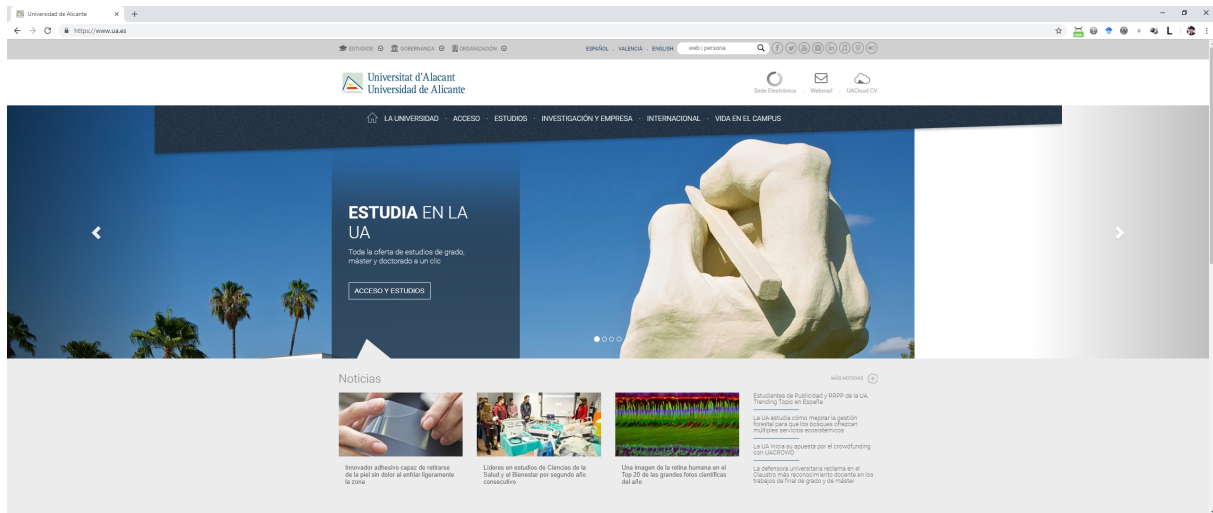 Universidad de Alicante
https://www.ua.es
ESTUDIOS GOBERNANZA ORGANIZACIÓN
ESPAÑOL - VALENCIÀ - ENGLISH
web | persona
Universitat d'Alacant
Universidad de Alicante
Sede Electrónica - Webmail - UACloud CV
LA UNIVERSIDAD · ACCESO · ESTUDIOS · INVESTIGACIÓN Y EMPRESA · INTERNACIONAL · VIDA EN EL CAMPUS
ESTUDIA EN LA
UA
Toda la oferta de estudios de grado,
máster y doctorado a un clic
ACCESO Y ESTUDIOS
Noticias
MÁS NOTICIAS
Innovador adhesivo capaz de retirarse
de la piel sin dolor al enfriar ligeramente
la zona
Líderes en estudios de Ciencias de la
Salud y el Bienestar por segundo año
consecutivo
Una imagen de la retina humana en el
Top 20 de las grandes fotos científicas
del año
Estudiantes de Publicidad y RRPP de la UA,
Trending Topic en España
La UA estudia cómo mejorar la gestión
forestal para que los bosques ofrezcan
múltiples servicios ecosistémicos
La UA inicia su apuesta por el crowdfunding
con UACROWD
La defensora universitaria reclama en el
Claustro más reconocimiento docente en los
trabajos de final de grado y de máster